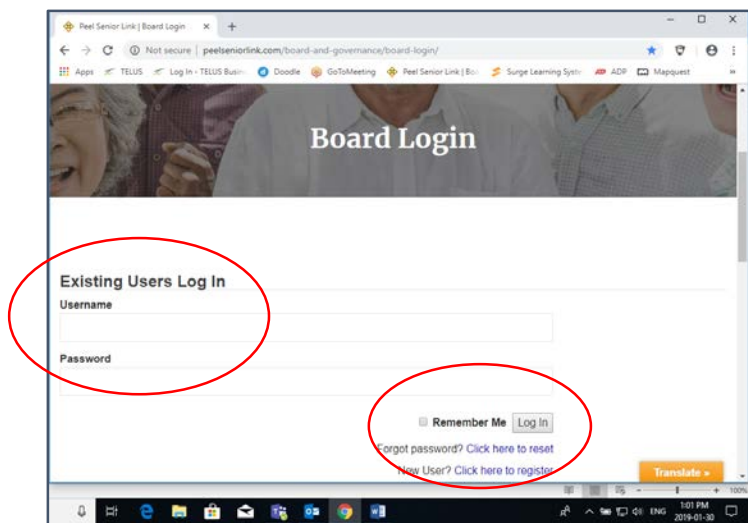 Peel Senior Link | Board Login
Not secure | peelseniorlink.com/board-and-governance/board-login/
Apps TELUS Log In - TELUS Busin Doodle GoToMeeting Peel Senior Link | Bo Surge Learning Syste ADP Mapquest
Board Login
Existing Users Log In
Username
Password
Remember Me Log In
Forgot password? Click here to reset
New User? Click here to register
Translate »
100%
ENG 1:01 PM
2019-01-30